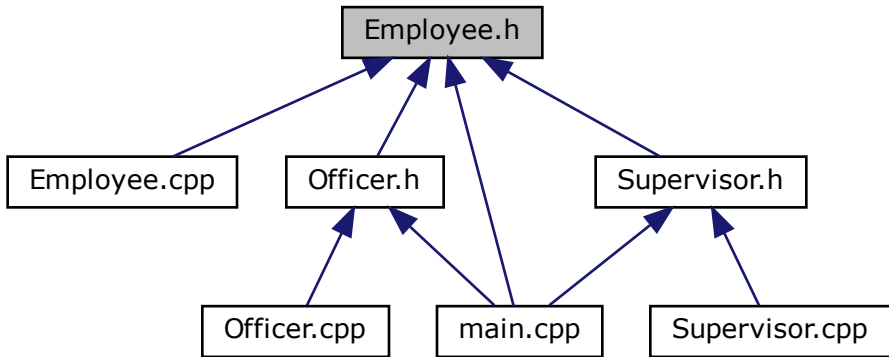 Employee.h
Employee.cpp
Officer.h
Supervisor.h
Officer.cpp
main.cpp
Supervisor.cpp